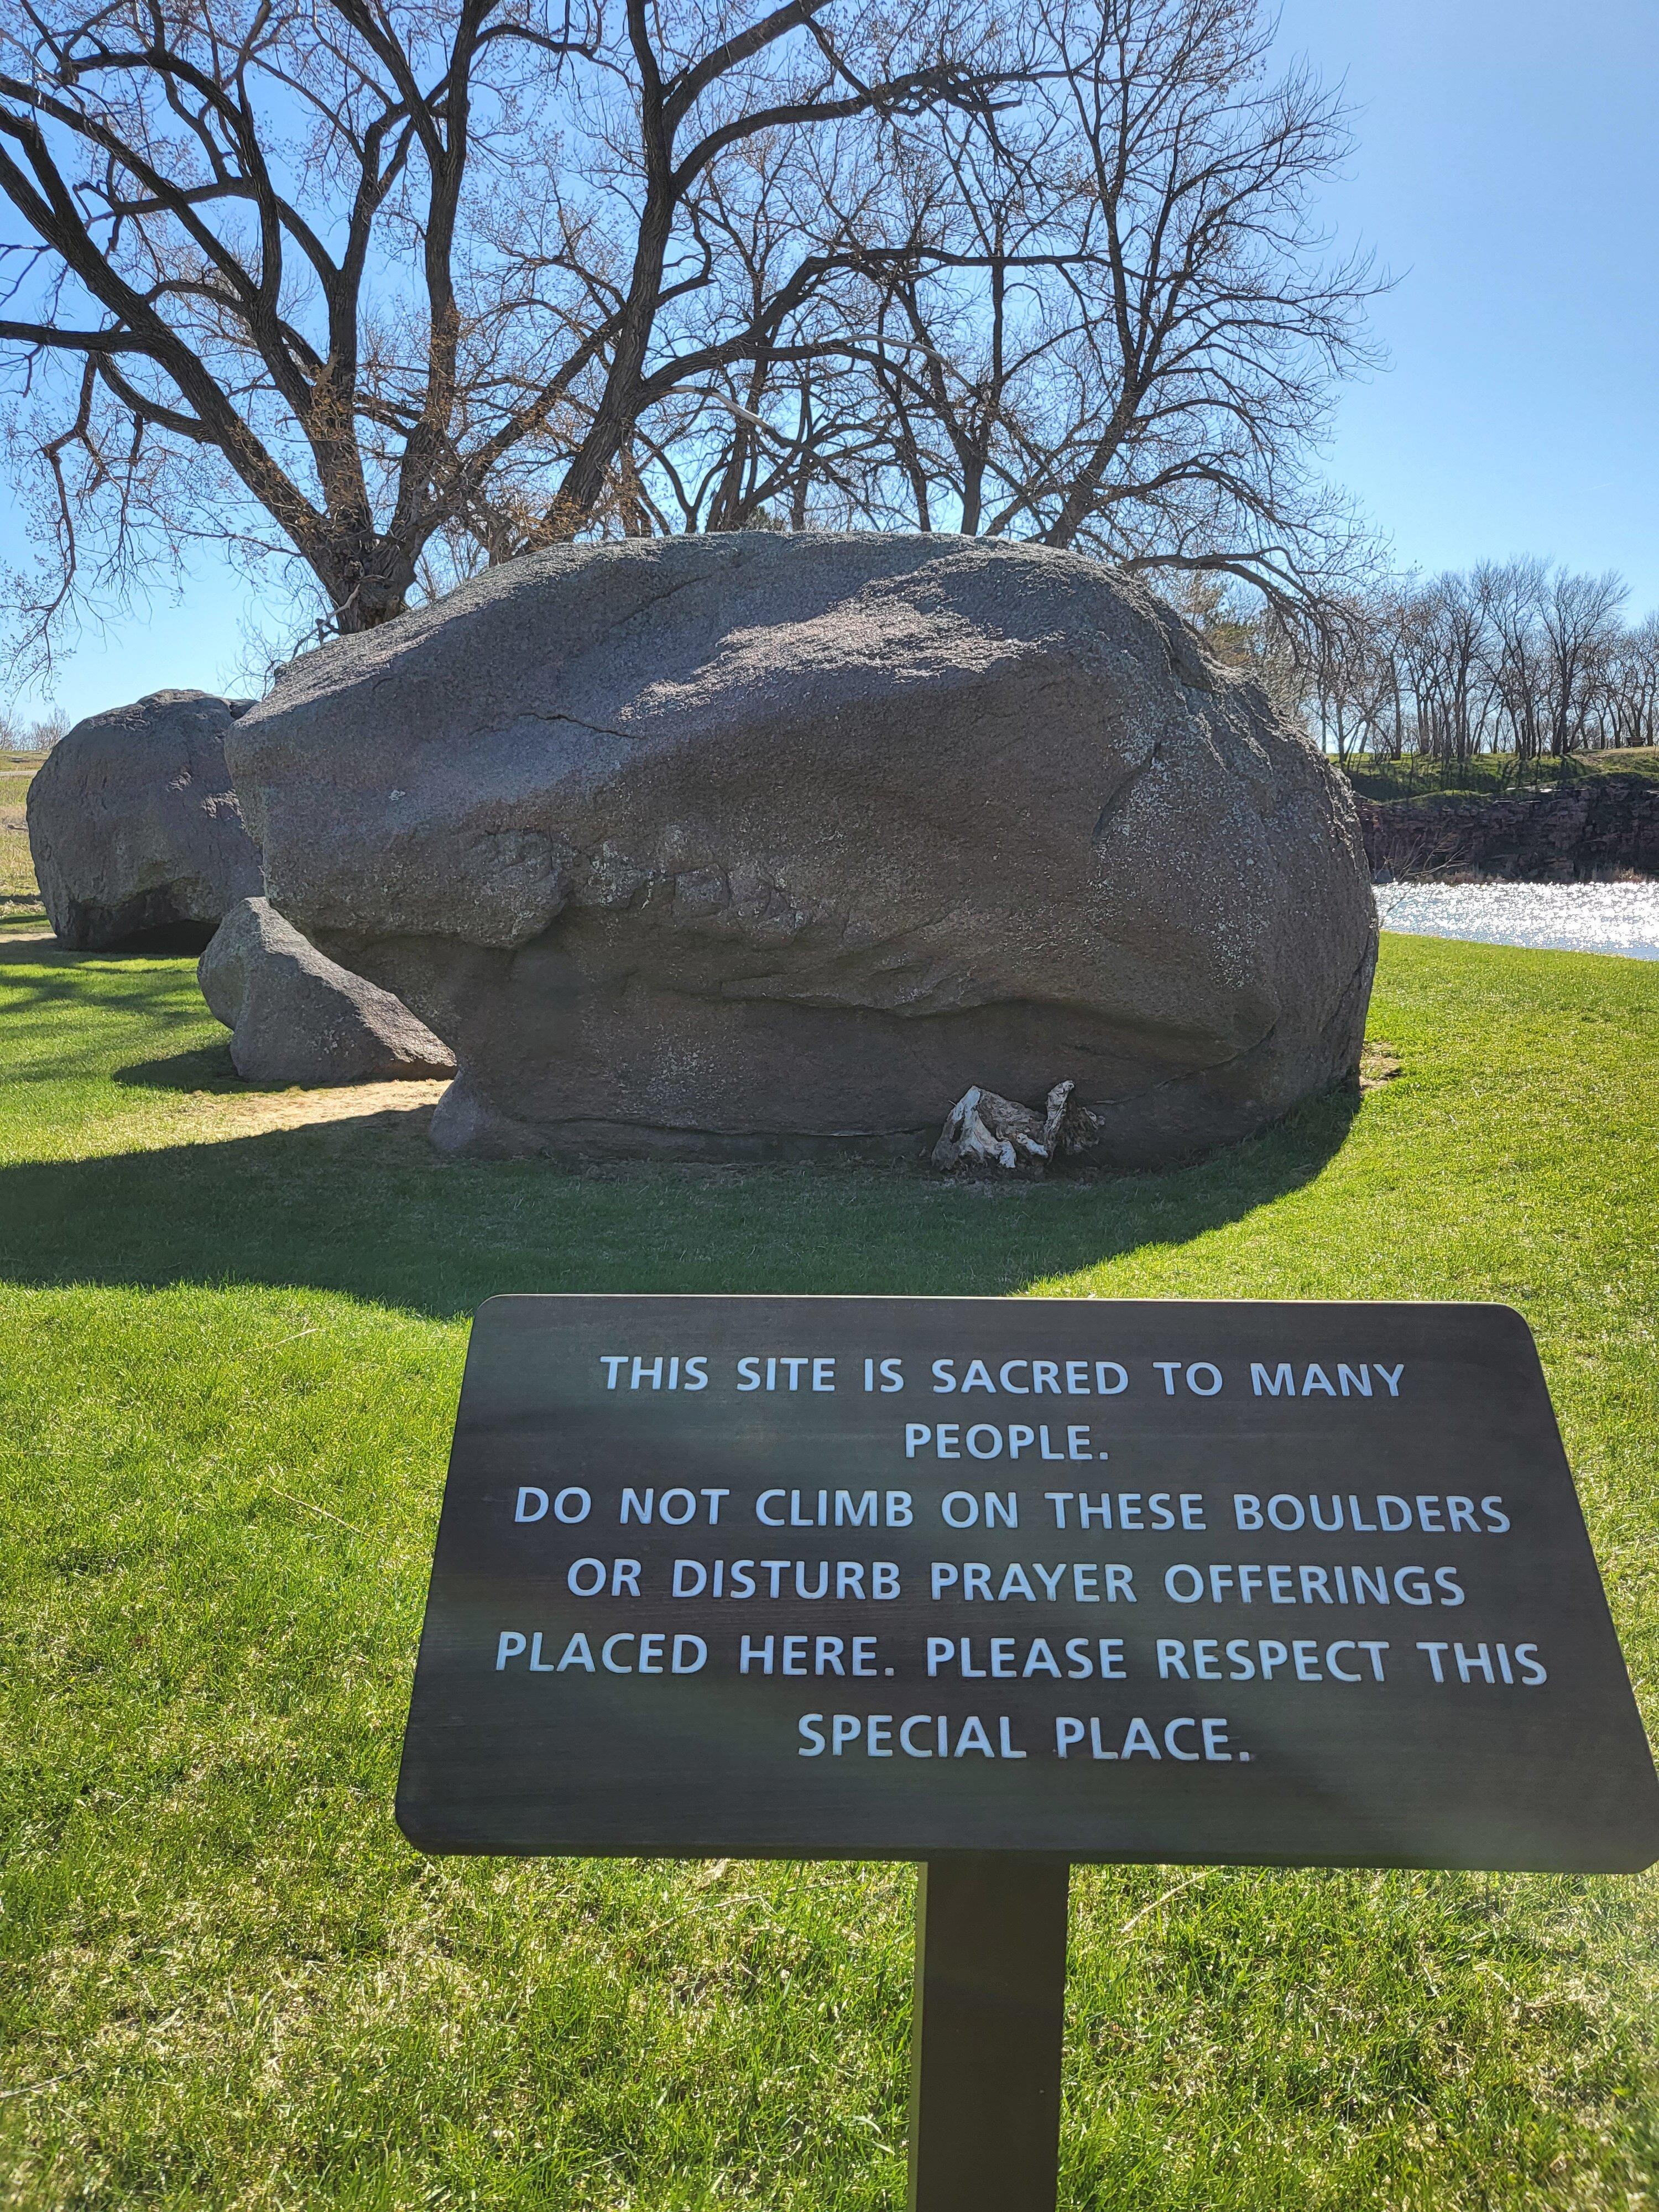 THIS SITE IS SACRED TO MANY
PEOPLE.
DO NOT CLIMB ON THESE BOULDERS
OR DISTURB PRAYER OFFERINGS
PLACED HERE. PLEASE RESPECT THIS
SPECIAL PLACE.